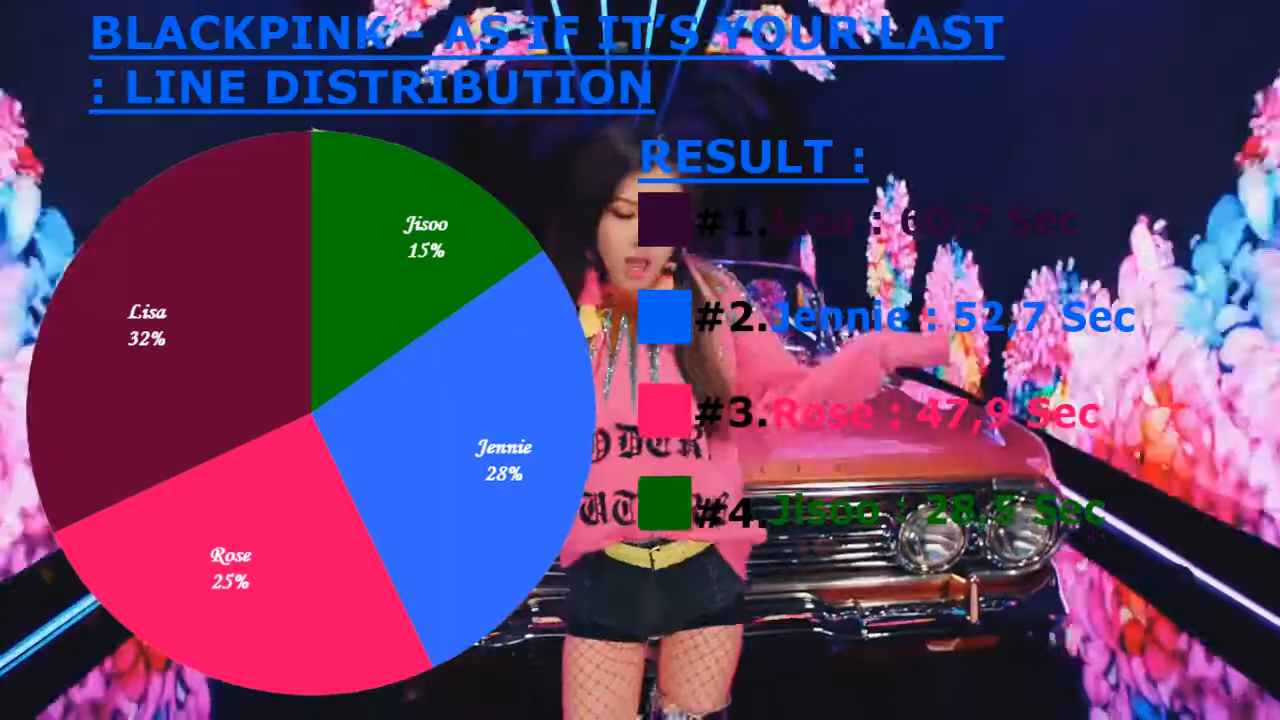 BLACKPINK - AS IF IT'S YOUR LAST
: LINE DISTRIBUTION
RESULT :
#1.Lisa : 60,7 Sec
#2.Jennie : 52,7 Sec
#3.Rose : 47,9 Sec
#4.Jisoo : 28,5 Sec
Jisoo
15%
Lisa
32%
Jennie
28%
Rose
25%